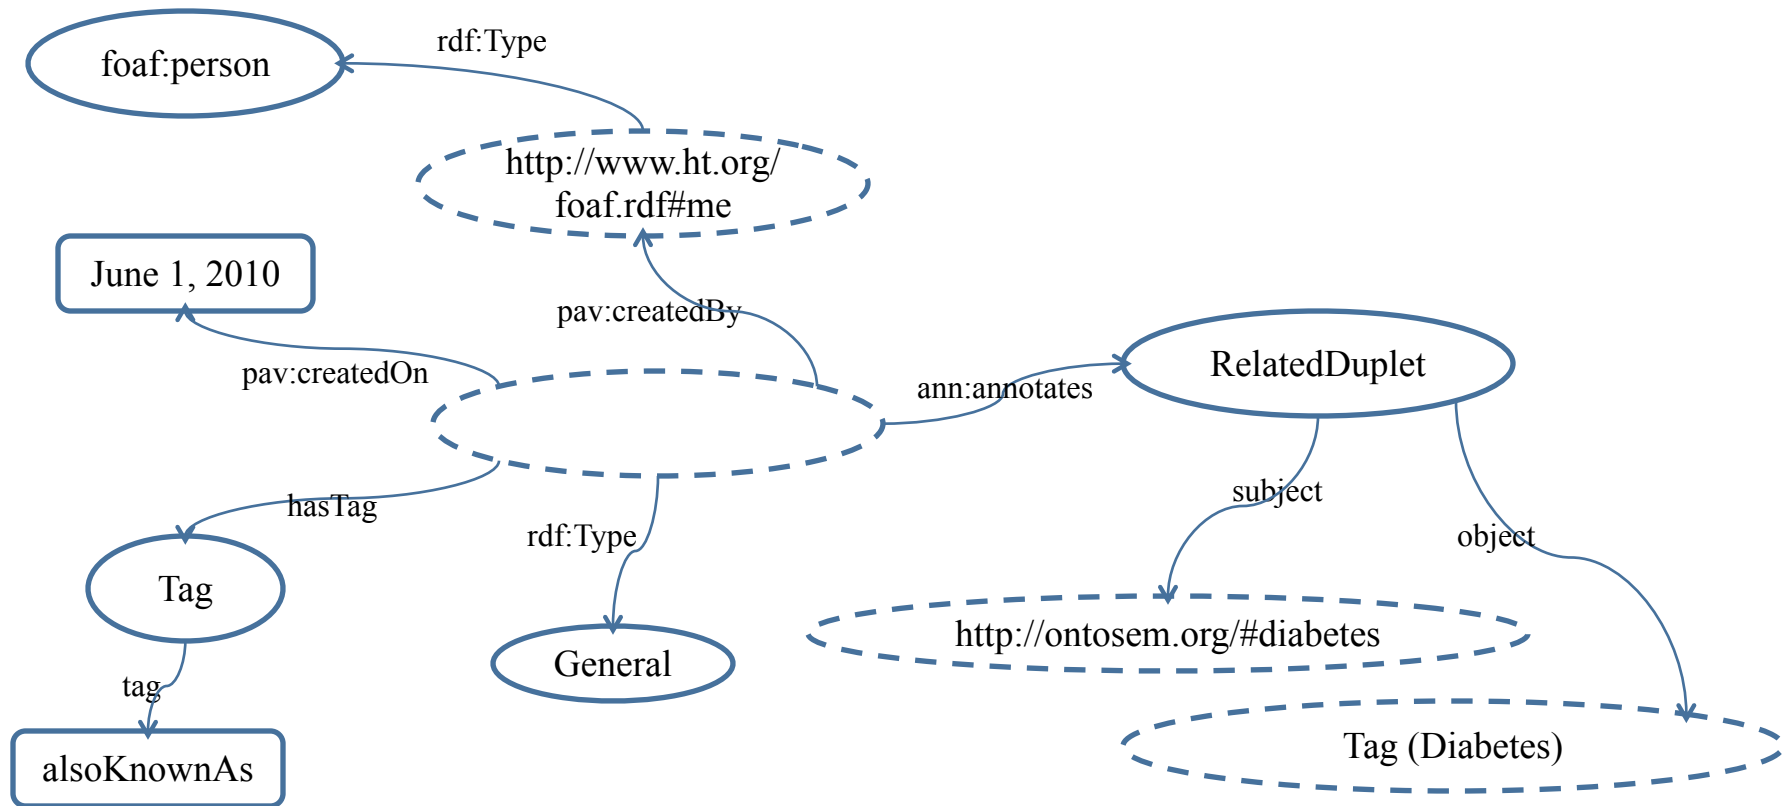 rdf:Type
foaf:person
http://www.ht.org/
foaf.rdf#me
June 1, 2010
pav:createdBy
pav:createdOn
ann:annotates
RelatedDuplet
hasTag
subject
rdf:Type
object
Tag
http://ontosem.org/#diabetes
General
tag
Tag (Diabetes)
alsoKnownAs